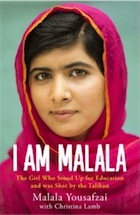 I AM MALALA
The Girl Who Stood Up for Education
and was Shot by the Taliban
Malala Yousafzai
with Christina Lamb